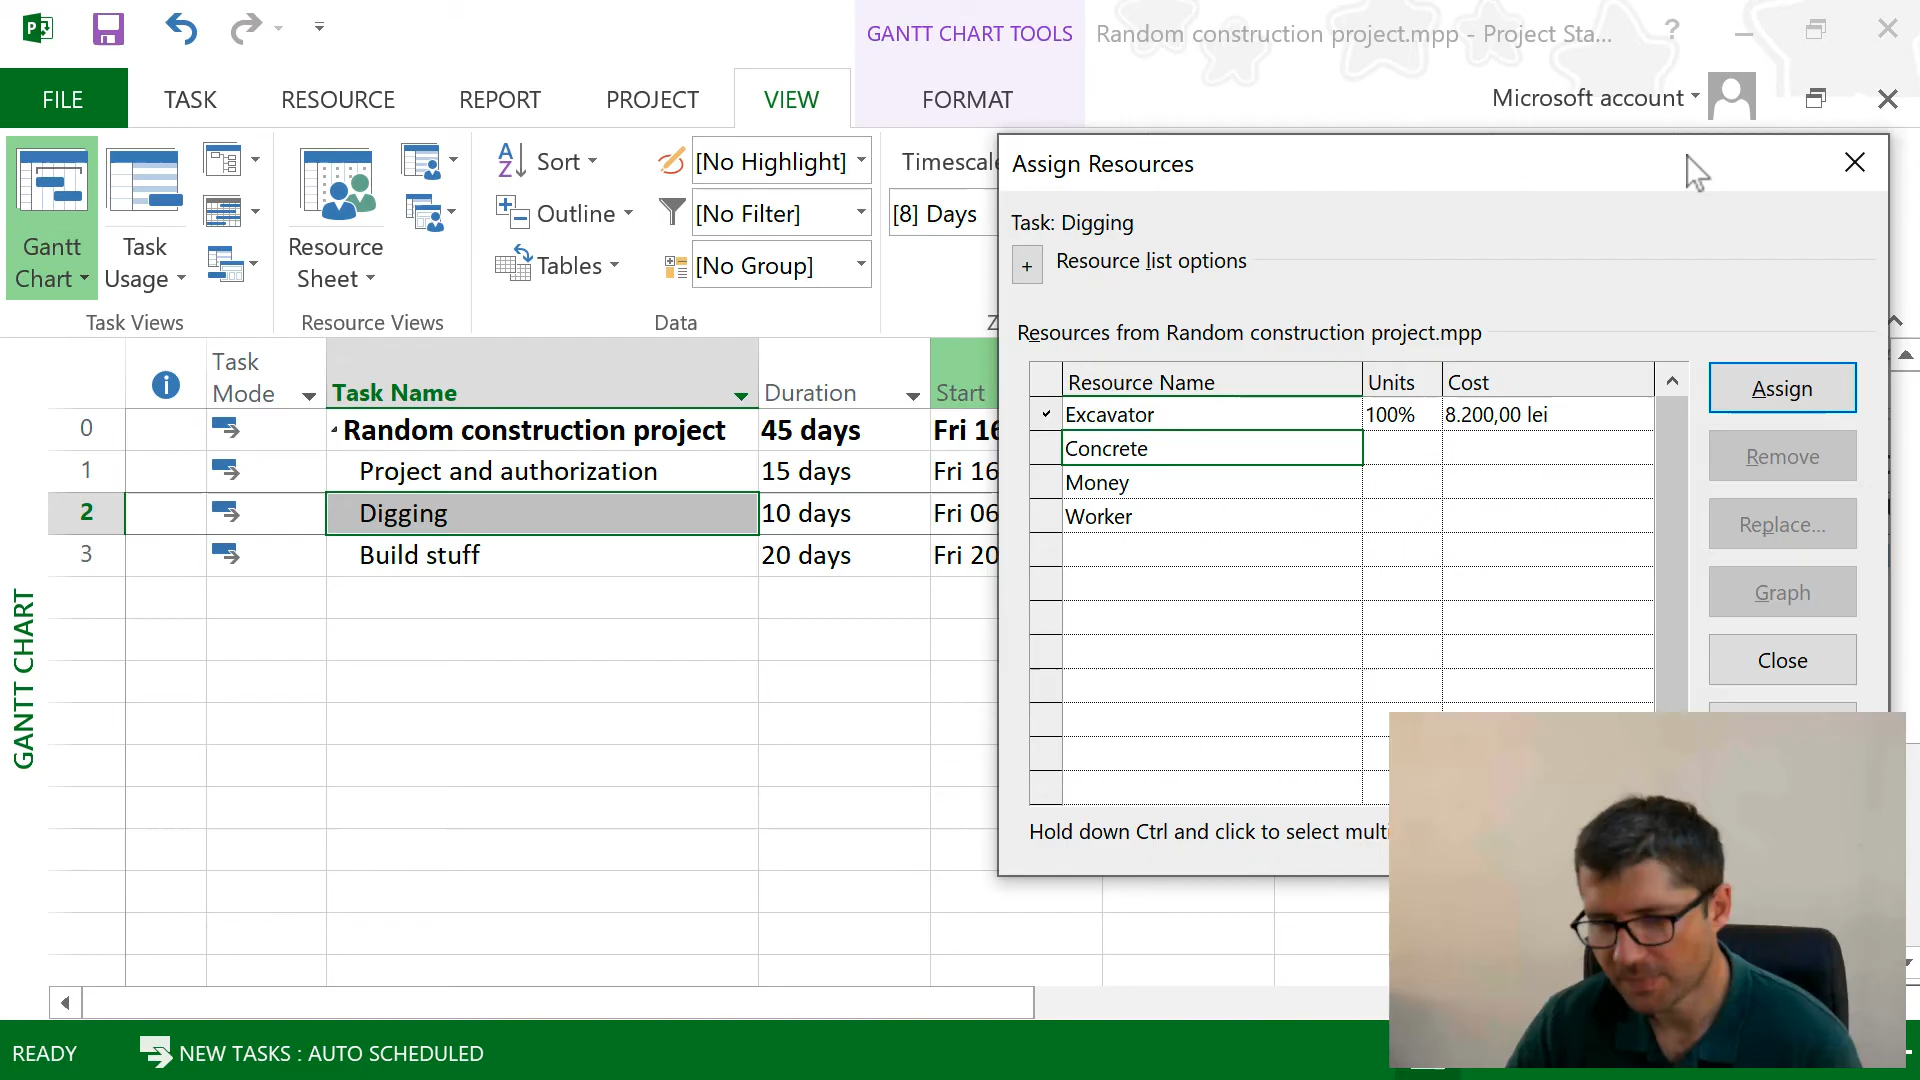 GANTT CHART TOOLS
Random construction project.mpp - Project Sta...
FILE
TASK
RESOURCE
REPORT
PROJECT
VIEW
FORMAT
Microsoft account
Gantt Chart
Task Usage
Resource Sheet
Sort
Outline
Tables
[No Highlight]
[No Filter]
[No Group]
Timescale
[8] Days
Task Views
Resource Views
Data
Z
Assign Resources
Task: Digging
+ Resource list options
Resources from Random construction project.mpp
Resource Name Units Cost
Excavator 100% 8.200,00 lei
Concrete
Money
Worker
Assign
Remove
Replace...
Graph
Close
Hold down Ctrl and click to select multi
Task Mode Task Name Duration Start
0 Random construction project 45 days Fri 16
1 Project and authorization 15 days Fri 16
2 Digging 10 days Fri 06
3 Build stuff 20 days Fri 20
GANTT CHART
READY
NEW TASKS : AUTO SCHEDULED